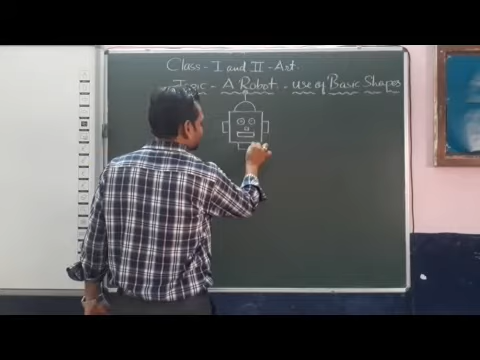 Class - I and II - Art.
Topic - A Robot - use of Basic Shapes